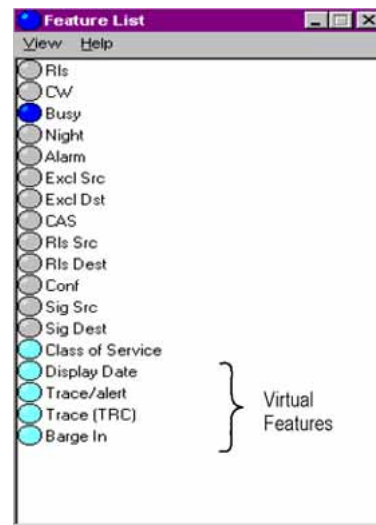 Feature List
View Help
Rls
CW
Busy
Night
Alarm
Excl Src
Excl Dst
CAS
Rls Src
Rls Dest
Conf
Sig Src
Sig Dest
Class of Service
Display Date
Trace/alert
Trace (TRC)
Barge In
Virtual
Features